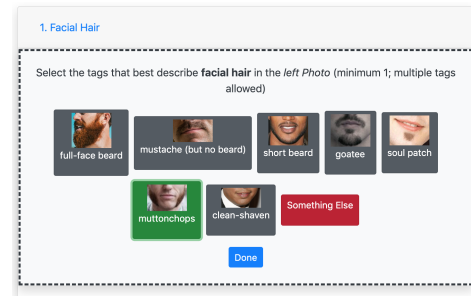 1. Facial Hair
Select the tags that best describe facial hair in the left Photo (minimum 1; multiple tags
allowed)
full-face beard
mustache (but no beard)
short beard
goatee
soul patch
muttonchops
clean-shaven
Something Else
Done